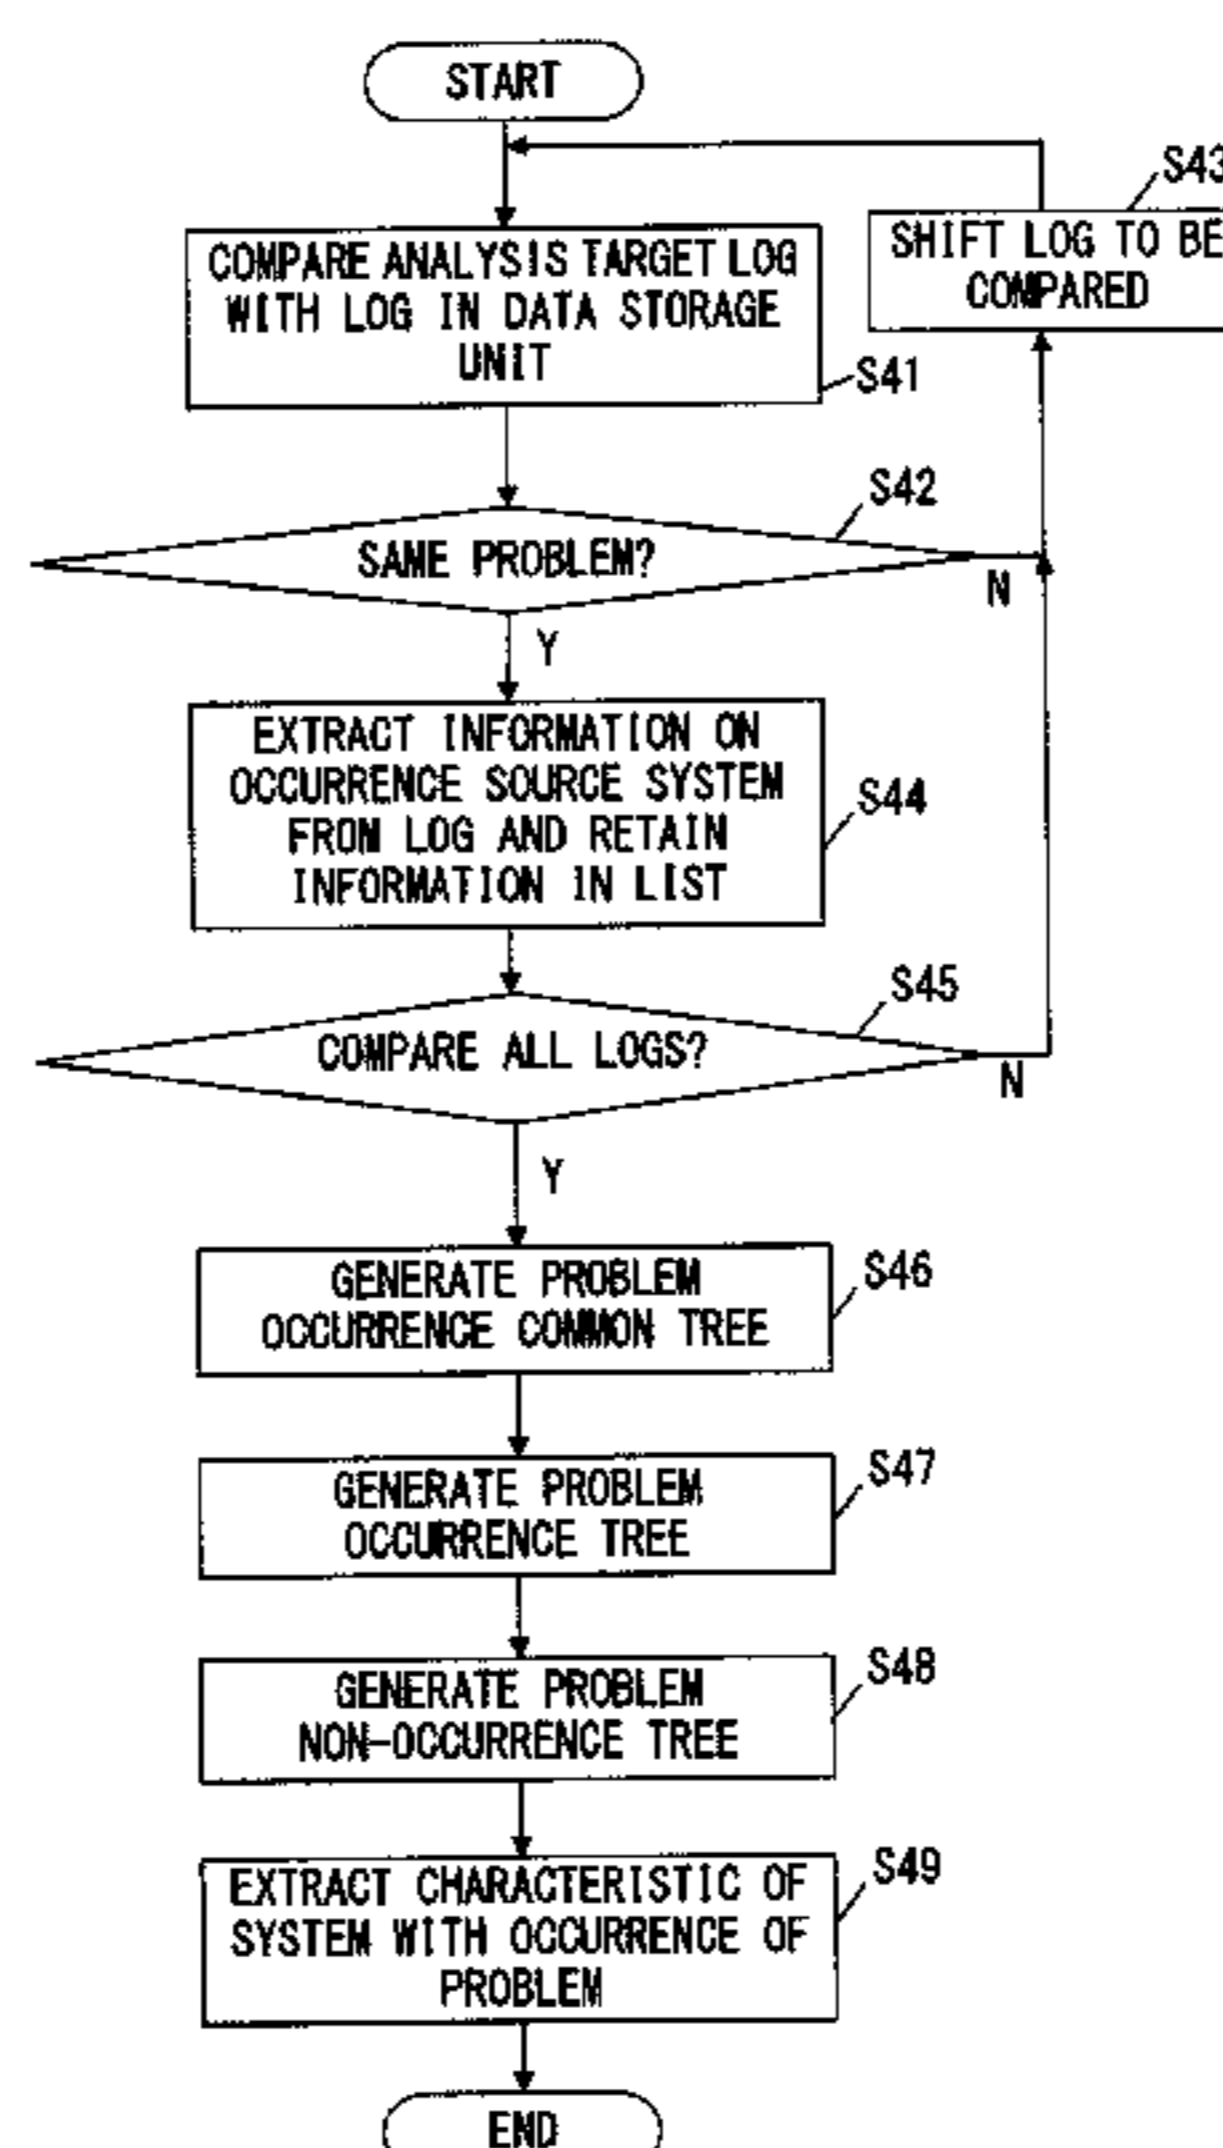 START
S43
SHIFT LOG TO BE
COMPARED
COMPARE ANALYSIS TARGET LOG
WITH LOG IN DATA STORAGE
UNIT
S41
S42
SAME PROBLEM?
N
Y
EXTRACT INFORMATION ON
OCCURRENCE SOURCE SYSTEM
FROM LOG AND RETAIN
INFORMATION IN LIST
S44
S45
COMPARE ALL LOGS?
N
Y
GENERATE PROBLEM
OCCURRENCE COMMON TREE
S46
GENERATE PROBLEM
OCCURRENCE TREE
S47
GENERATE PROBLEM
NON-OCCURRENCE TREE
S48
EXTRACT CHARACTERISTIC OF
SYSTEM WITH OCCURRENCE OF
PROBLEM
S49
END